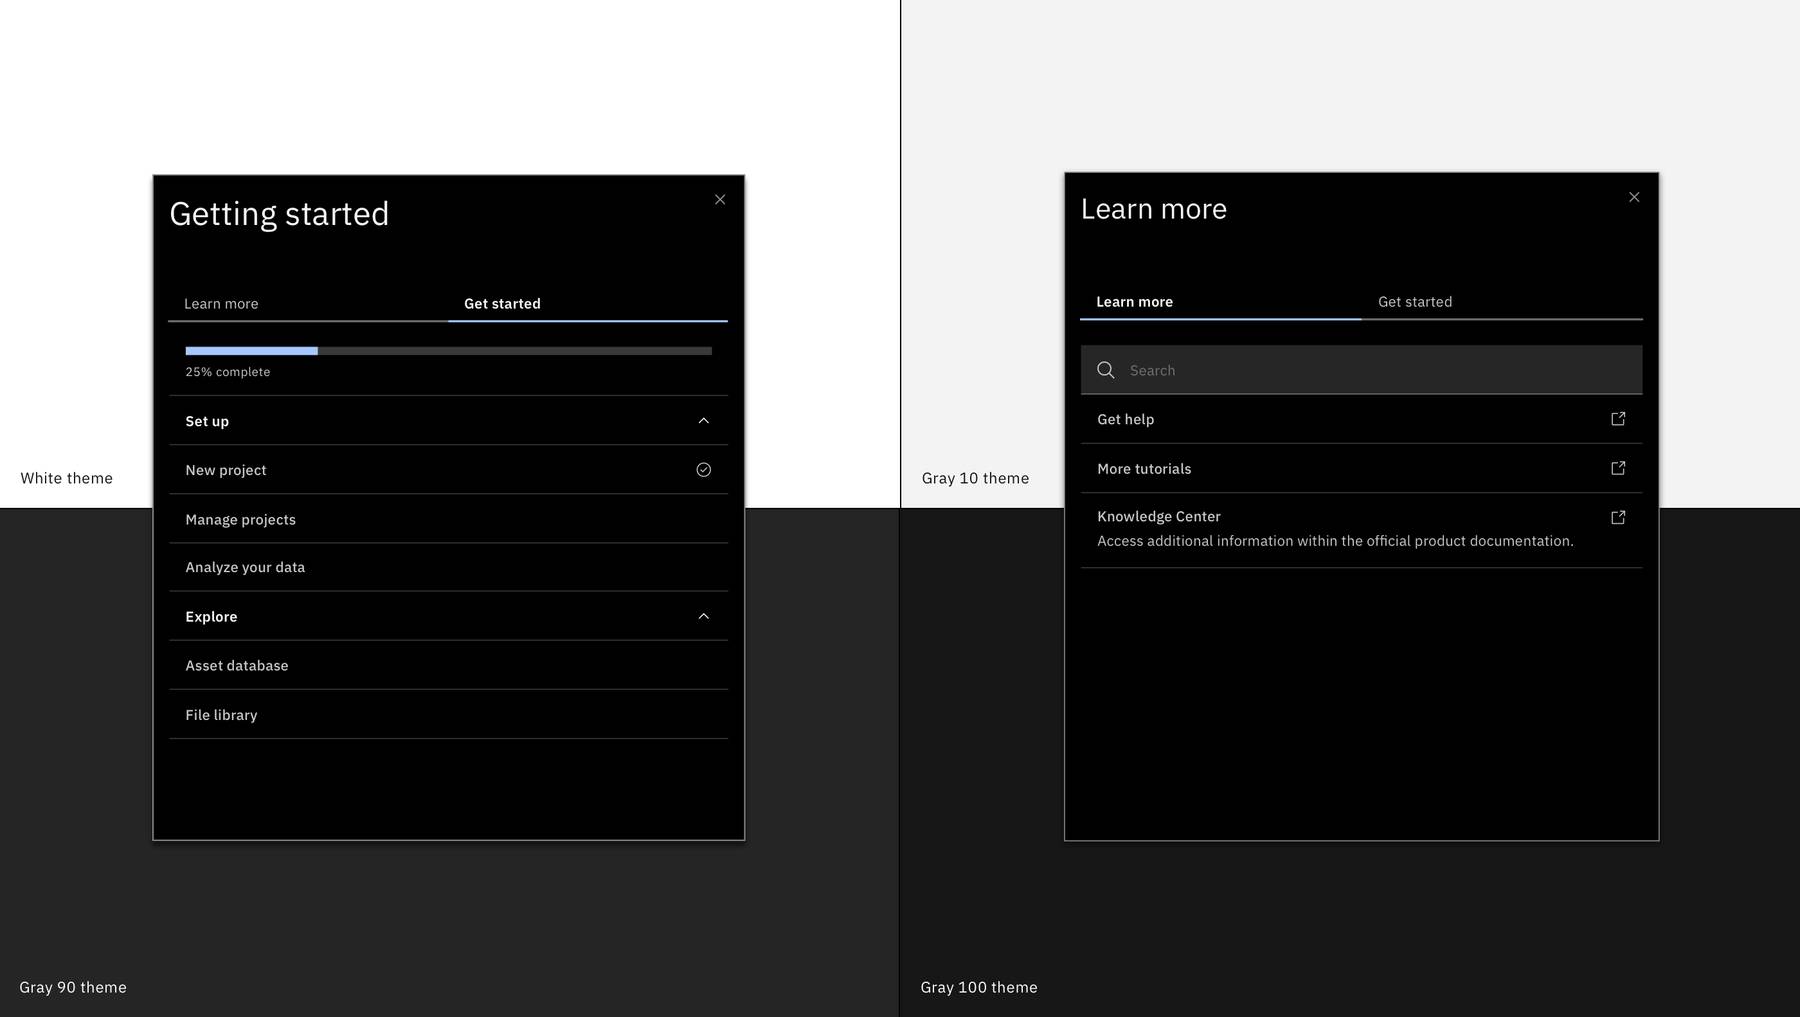 Getting started
Learn more
Get started
25% complete
Set up
New project
Manage projects
Analyze your data
Explore
Asset database
File library
Learn more
Learn more
Get started
Search
Get help
More tutorials
Knowledge Center
Access additional information within the official product documentation.
White theme
Gray 10 theme
Gray 90 theme
Gray 100 theme